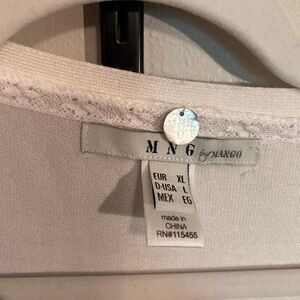 MNG by MANGO
EUR XL
D-USA L
MEX EG
made in
CHINA
RN#115455